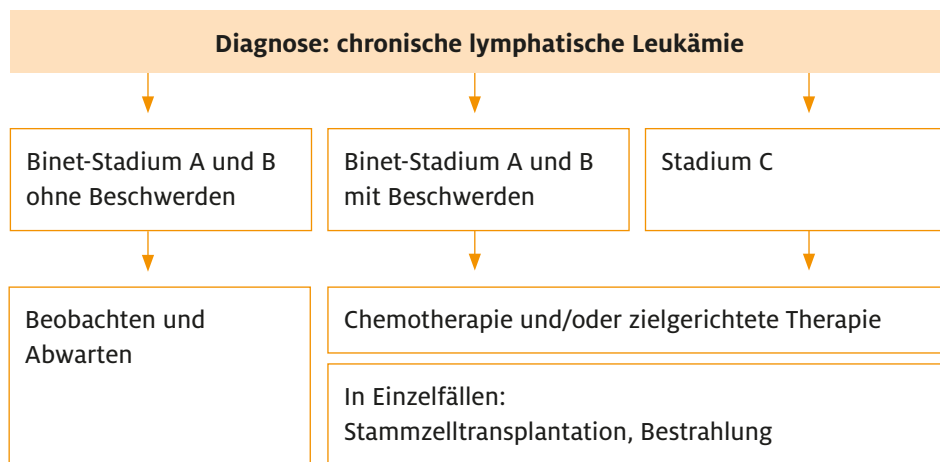 Diagnose: chronische lymphatische Leukämie
Binet-Stadium A und B
ohne Beschwerden
Binet-Stadium A und B
mit Beschwerden
Stadium C
Beobachten und
Abwarten
Chemotherapie und/oder zielgerichtete Therapie
In Einzelfällen:
Stammzelltransplantation, Bestrahlung